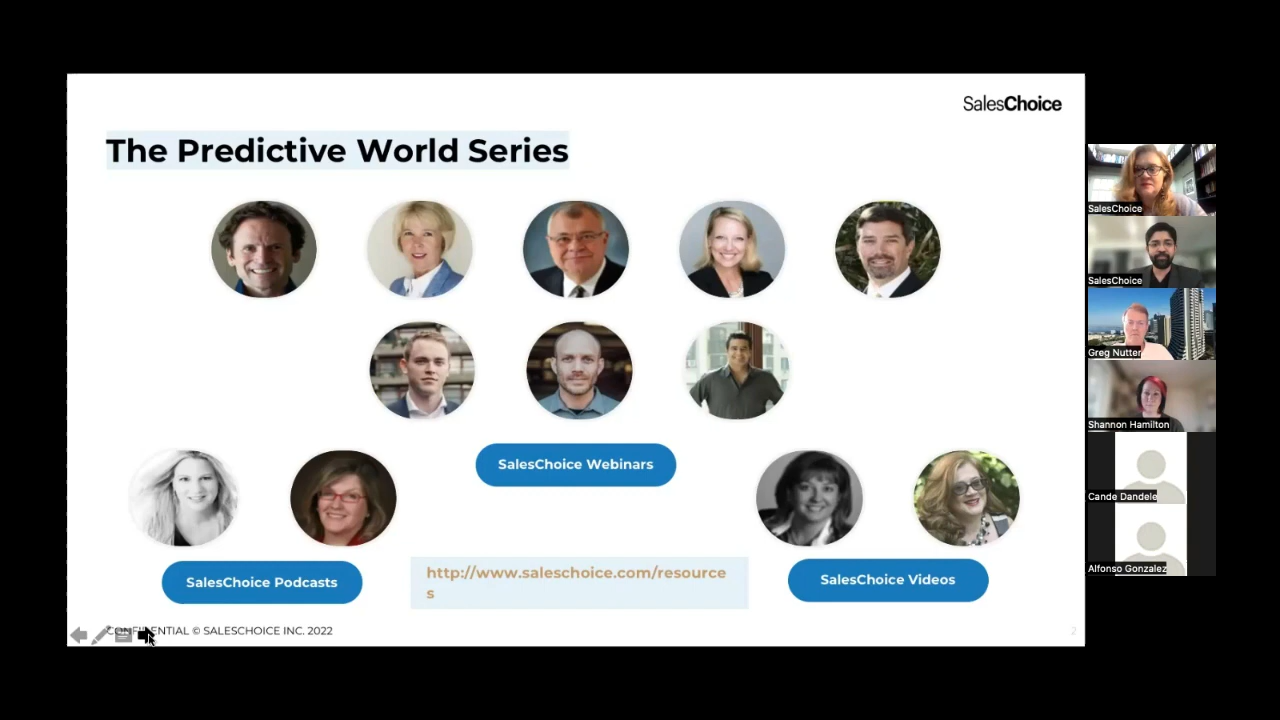 SalesChoice
The Predictive World Series
SalesChoice Webinars
SalesChoice Podcasts
http://www.saleschoice.com/resource
s
SalesChoice Videos
CONFIDENTIAL © SALESCHOICE INC. 2022
2
SalesChoice
SalesChoice
Greg Nutter
Shannon Hamilton
Cande Dandele
Alfonso Gonzalez